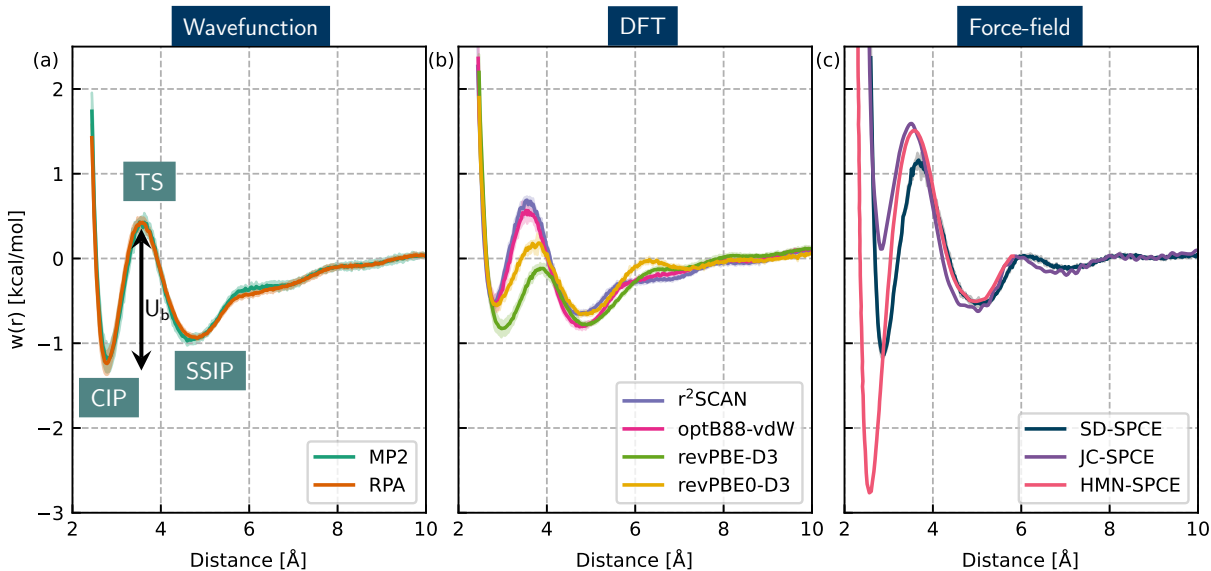 Wavefunction
DFT
Force-field
(a)
(b)
(c)
w(r) [kcal/mol]
2
1
0
−1
−2
−3
TS
U_b
CIP
SSIP
MP2
RPA
r²SCAN
optB88-vdW
revPBE-D3
revPBE0-D3
SD-SPCE
JC-SPCE
HMN-SPCE
2 4 6 8 10
2 4 6 8 10
2 4 6 8 10
Distance [Å]
Distance [Å]
Distance [Å]